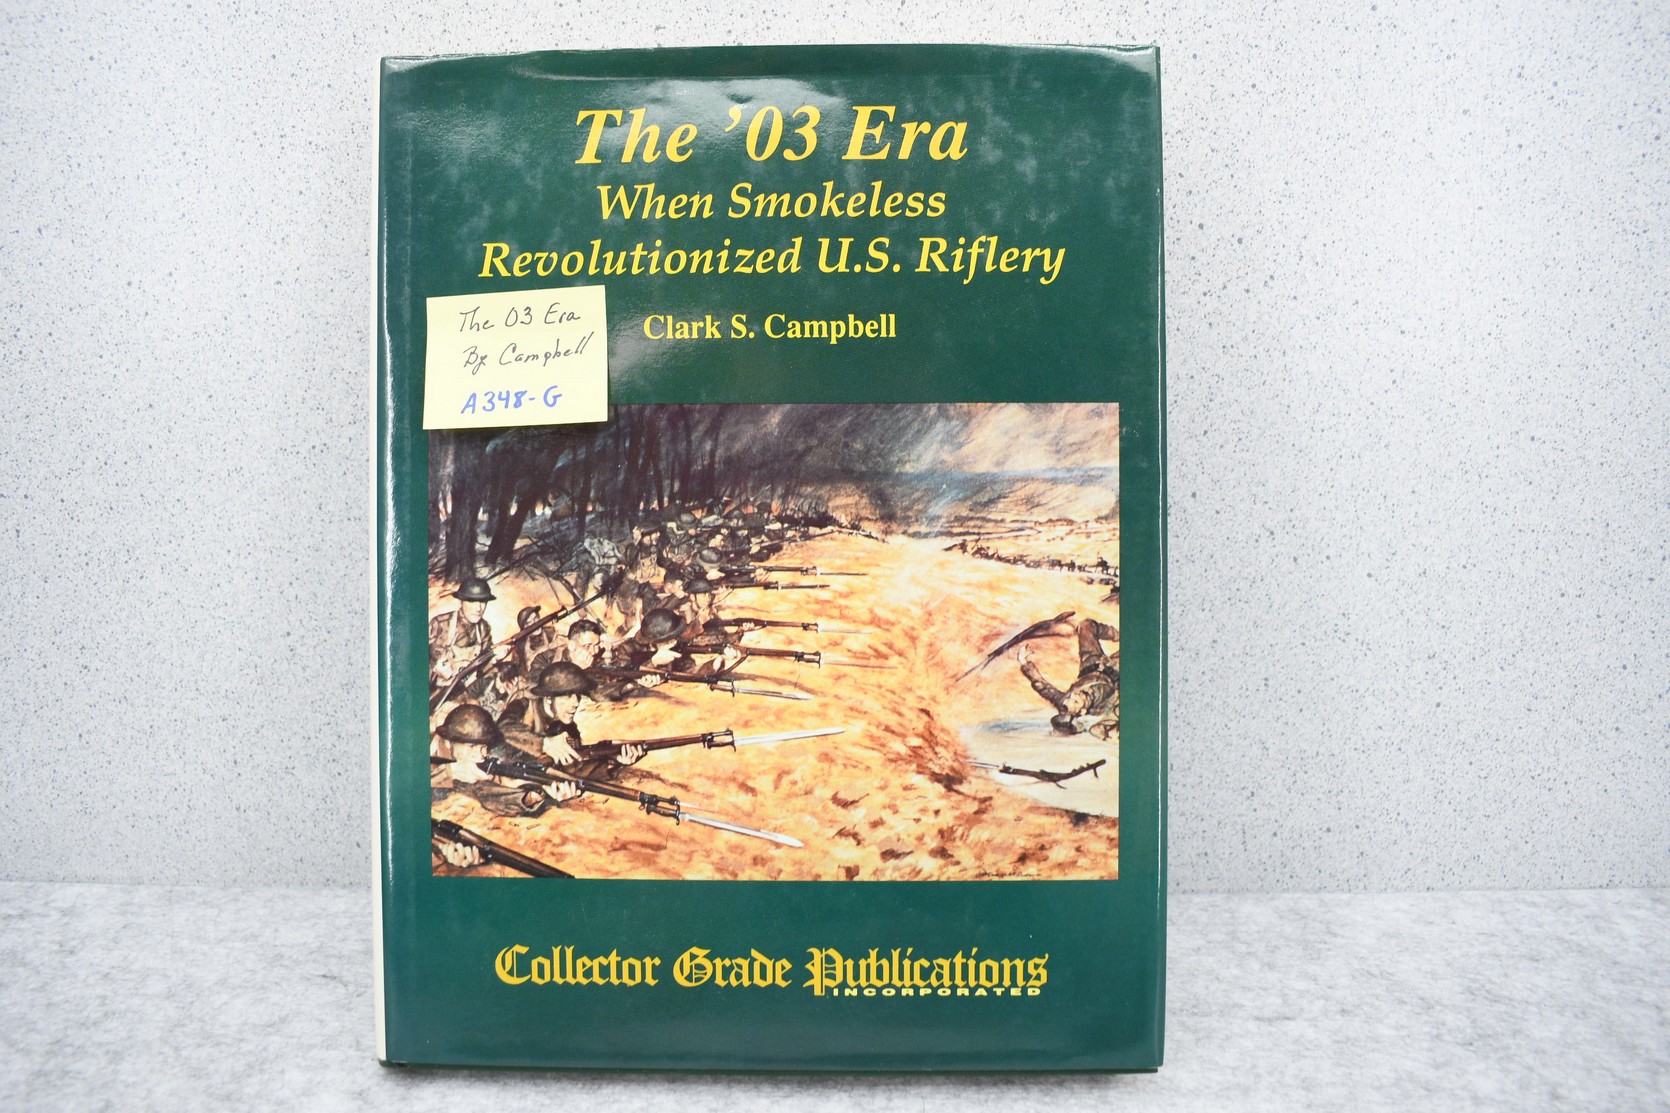 The ’03 Era
When Smokeless
Revolutionized U.S. Riflery
Clark S. Campbell
The 03 Era
By Campbell
A348-G
Collector Grade Publications
INCORPORATED